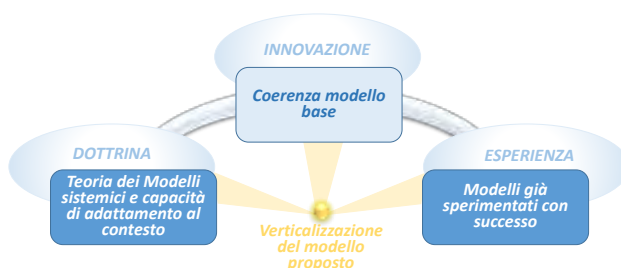 INNOVAZIONE
Coerenza modello
base
DOTTRINA
Teoria dei Modelli
sistemici e capacità
di adattamento al
contesto
ESPERIENZA
Modelli già
sperimentati con
successo
Verticalizzazione
del modello
proposto